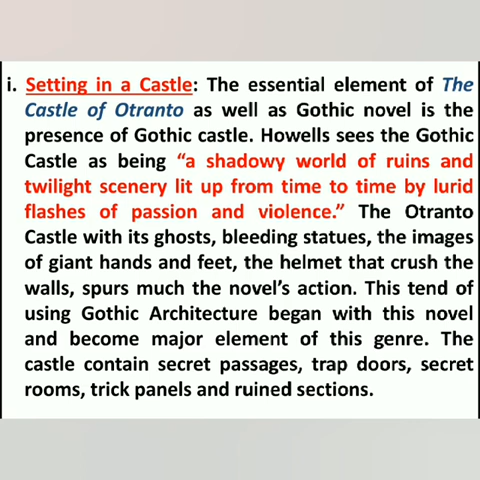 i. Setting in a Castle: The essential element of The
Castle of Otranto as well as Gothic novel is the
presence of Gothic castle. Howells sees the Gothic
Castle as being “a shadowy world of ruins and
twilight scenery lit up from time to time by lurid
flashes of passion and violence.” The Otranto
Castle with its ghosts, bleeding statues, the images
of giant hands and feet, the helmet that crush the
walls, spurs much the novel’s action. This tend of
using Gothic Architecture began with this novel
and become major element of this genre. The
castle contain secret passages, trap doors, secret
rooms, trick panels and ruined sections.